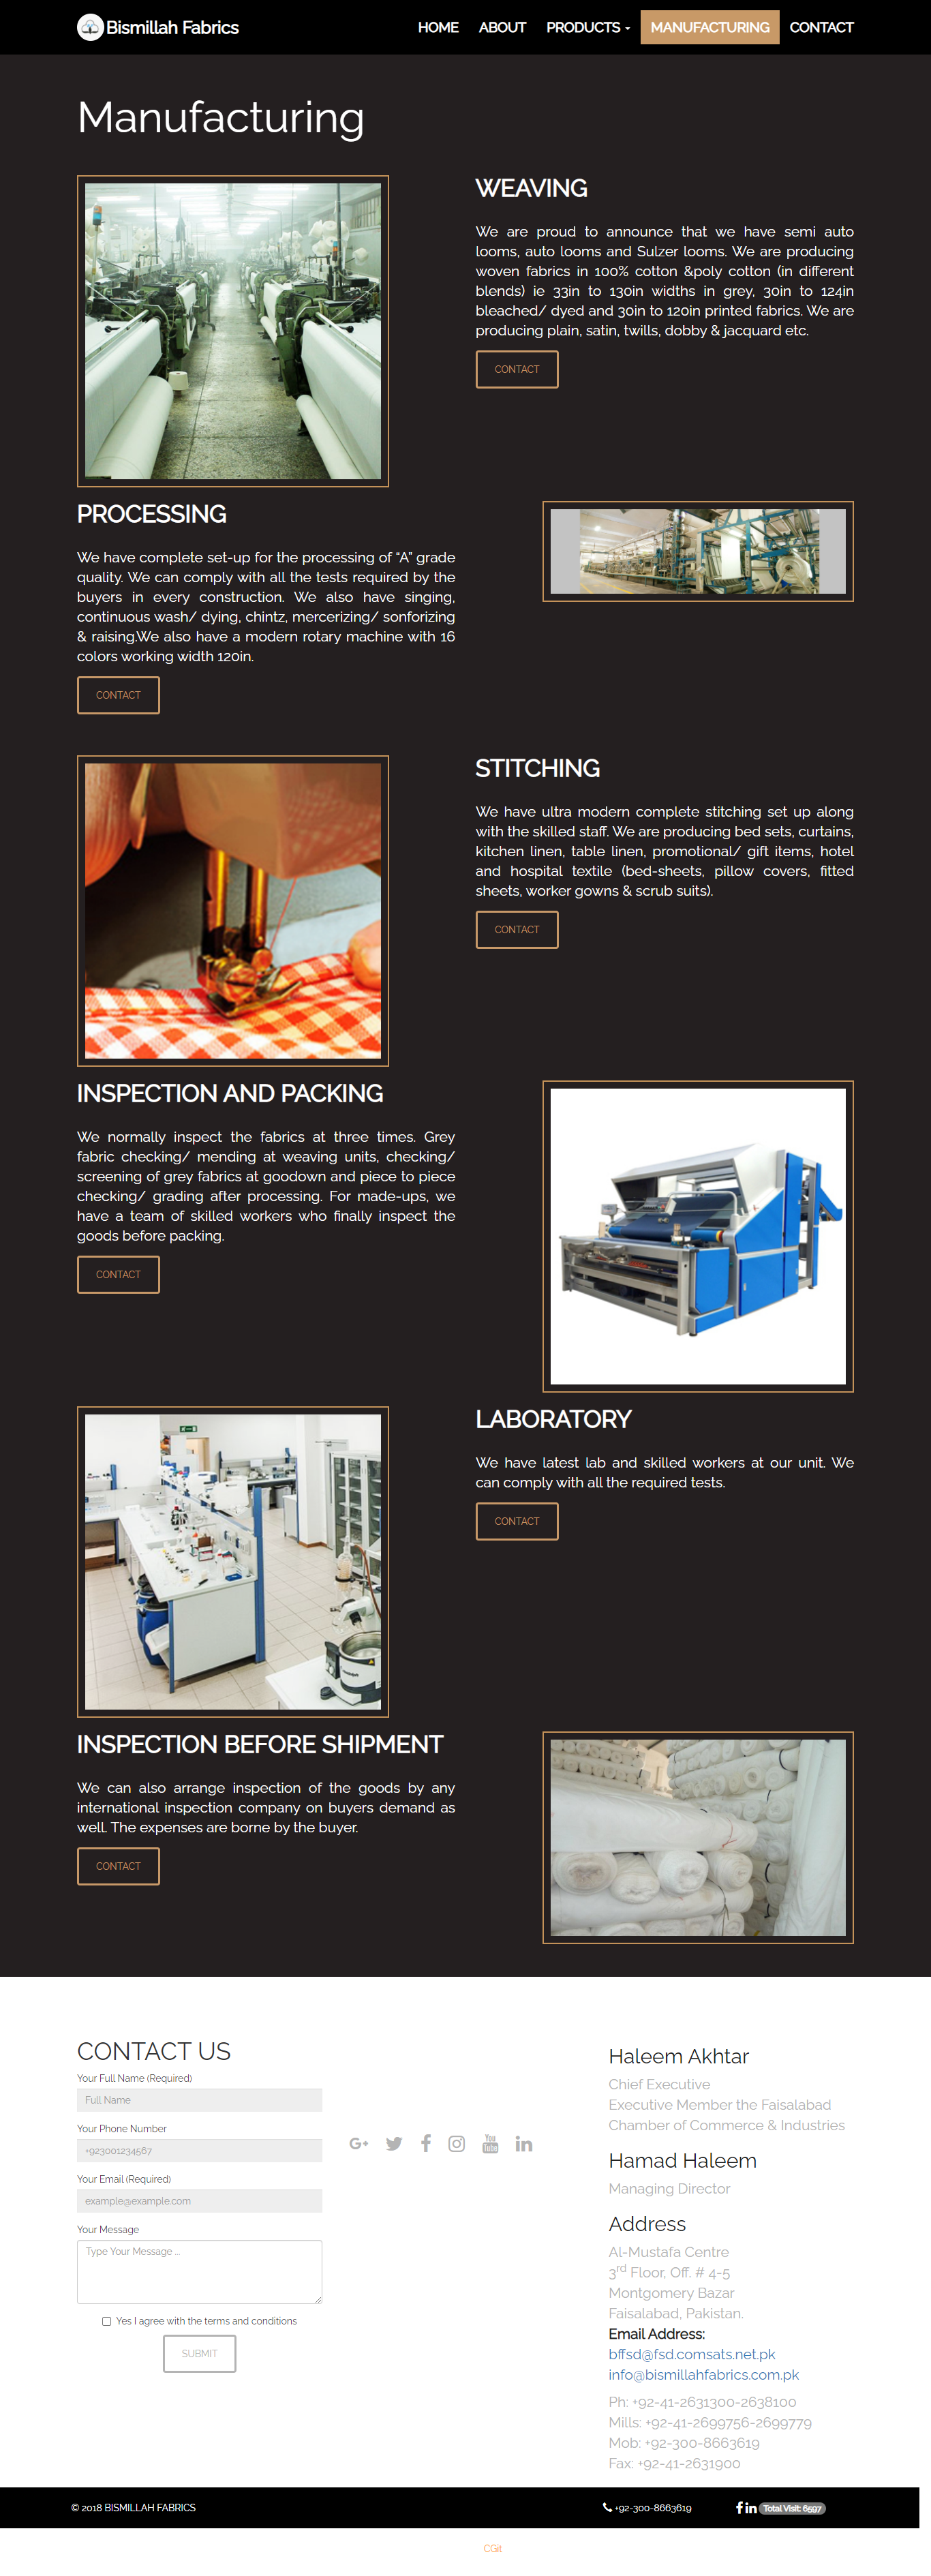 Bismillah Fabrics
HOME
ABOUT
PRODUCTS
MANUFACTURING
CONTACT
Manufacturing
WEAVING
We are proud to announce that we have semi auto
looms, auto looms and Sulzer looms. We are producing
woven fabrics in 100% cotton &poly cotton (in different
blends) ie 33in to 130in widths in grey, 30in to 124in
bleached/ dyed and 30in to 120in printed fabrics. We are
producing plain, satin, twills, dobby & jacquard etc.
CONTACT
PROCESSING
We have complete set-up for the processing of “A” grade
quality. We can comply with all the tests required by the
buyers in every construction. We also have singing,
continuous wash/ dying, chintz, mercerizing/ sonforizing
& raising.We also have a modern rotary machine with 16
colors working width 120in.
CONTACT
STITCHING
We have ultra modern complete stitching set up along
with the skilled staff. We are producing bed sets, curtains,
kitchen linen, table linen, promotional/ gift items, hotel
and hospital textile (bed-sheets, pillow covers, fitted
sheets, worker gowns & scrub suits).
CONTACT
INSPECTION AND PACKING
We normally inspect the fabrics at three times. Grey
fabric checking/ mending at weaving units, checking/
screening of grey fabrics at goodown and piece to piece
checking/ grading after processing. For made-ups, we
have a team of skilled workers who finally inspect the
goods before packing.
CONTACT
LABORATORY
We have latest lab and skilled workers at our unit. We
can comply with all the required tests.
CONTACT
INSPECTION BEFORE SHIPMENT
We can also arrange inspection of the goods by any
international inspection company on buyers demand as
well. The expenses are borne by the buyer.
CONTACT
CONTACT US
Your Full Name (Required)
Full Name
Your Phone Number
+923001234567
Your Email (Required)
example@example.com
Your Message
Type Your Message ...
Yes I agree with the terms and conditions
SUBMIT
Haleem Akhtar
Chief Executive
Executive Member the Faisalabad
Chamber of Commerce & Industries
Hamad Haleem
Managing Director
Address
Al-Mustafa Centre
3rd Floor, Off. # 4-5
Montgomery Bazar
Faisalabad, Pakistan.
Email Address:
bffsd@fsd.comsats.net.pk
info@bismillahfabrics.com.pk
Ph: +92-41-2631300-2638100
Mills: +92-41-2699756-2699779
Mob: +92-300-8663619
Fax: +92-41-2631900
© 2018 BISMILLAH FABRICS
+92-300-8663619
Total Visit: 6597
CGit